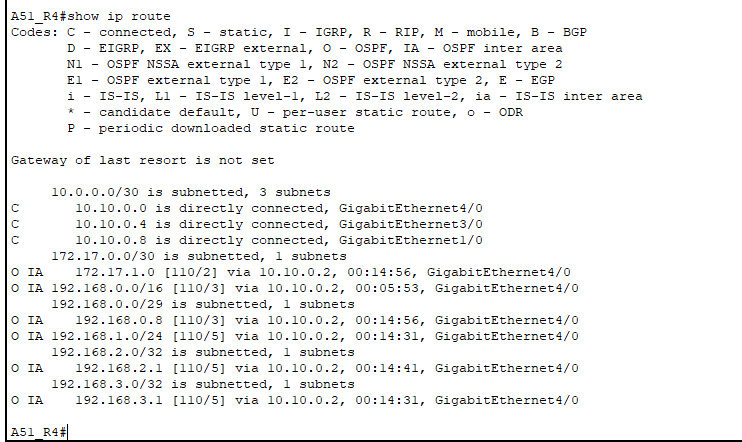 A51_R4#show ip route
Codes: C - connected, S - static, I - IGRP, R - RIP, M - mobile, B - BGP
       D - EIGRP, EX - EIGRP external, O - OSPF, IA - OSPF inter area
       N1 - OSPF NSSA external type 1, N2 - OSPF NSSA external type 2
       E1 - OSPF external type 1, E2 - OSPF external type 2, E - EGP
       i - IS-IS, L1 - IS-IS level-1, L2 - IS-IS level-2, ia - IS-IS inter area
       * - candidate default, U - per-user static route, o - ODR
       P - periodic downloaded static route

Gateway of last resort is not set

     10.0.0.0/30 is subnetted, 3 subnets
C       10.10.0.0 is directly connected, GigabitEthernet4/0
C       10.10.0.4 is directly connected, GigabitEthernet3/0
C       10.10.0.8 is directly connected, GigabitEthernet1/0
     172.17.0.0/30 is subnetted, 1 subnets
O IA    172.17.1.0 [110/2] via 10.10.0.2, 00:14:56, GigabitEthernet4/0
O IA 192.168.0.0/16 [110/3] via 10.10.0.2, 00:05:53, GigabitEthernet4/0
     192.168.0.0/29 is subnetted, 1 subnets
O IA    192.168.0.8 [110/3] via 10.10.0.2, 00:14:56, GigabitEthernet4/0
O IA 192.168.1.0/24 [110/5] via 10.10.0.2, 00:14:31, GigabitEthernet4/0
     192.168.2.0/32 is subnetted, 1 subnets
O IA    192.168.2.1 [110/5] via 10.10.0.2, 00:14:41, GigabitEthernet4/0
     192.168.3.0/32 is subnetted, 1 subnets
O IA    192.168.3.1 [110/5] via 10.10.0.2, 00:14:31, GigabitEthernet4/0

A51_R4#